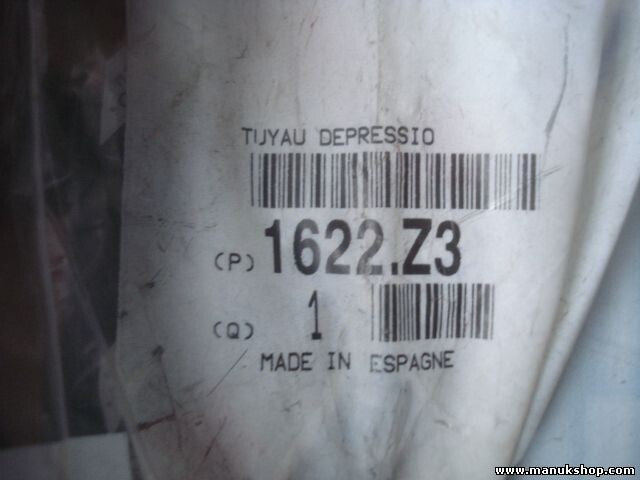 TUYAU DEPRESSIO
(P) 1622.Z3
(Q) 1
MADE IN ESPAGNE
www.manukshop.com